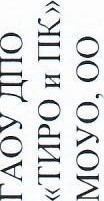 ГАОУ ДПО
«ТИРО и ПК»
МОУО, ОО